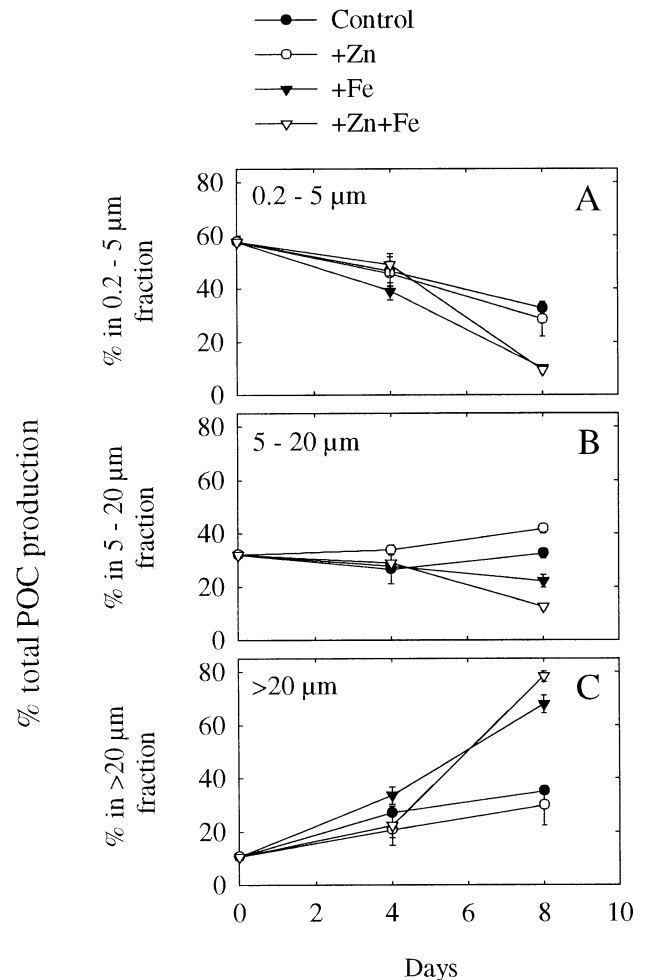 Control
+Zn
+Fe
+Zn+Fe
% total POC production
% in 0.2 - 5 µm
fraction
80
60
40
20
0
0.2 - 5 µm
A
% in 5 - 20 µm
fraction
80
60
40
20
0
5 - 20 µm
B
% in >20 µm
fraction
80
60
40
20
0
>20 µm
C
0 2 4 6 8 10
Days